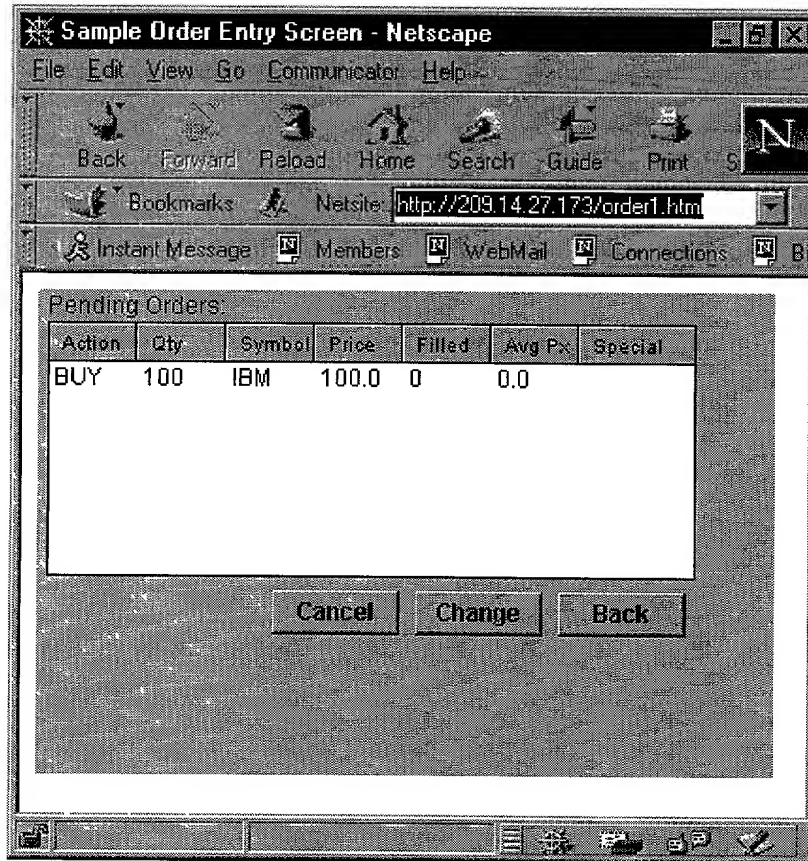 Sample Order Entry Screen - Netscape
File Edit View Go Communicator Help
Back Forward Reload Home Search Guide Print S N
Bookmarks Netsite: http://209.14.27.173/order1.htm
Instant Message Members WebMail Connections B
Pending Orders:
Action Qty Symbol Price Filled Avg Px Special
BUY 100 IBM 100.0 0 0.0
Cancel Change Back